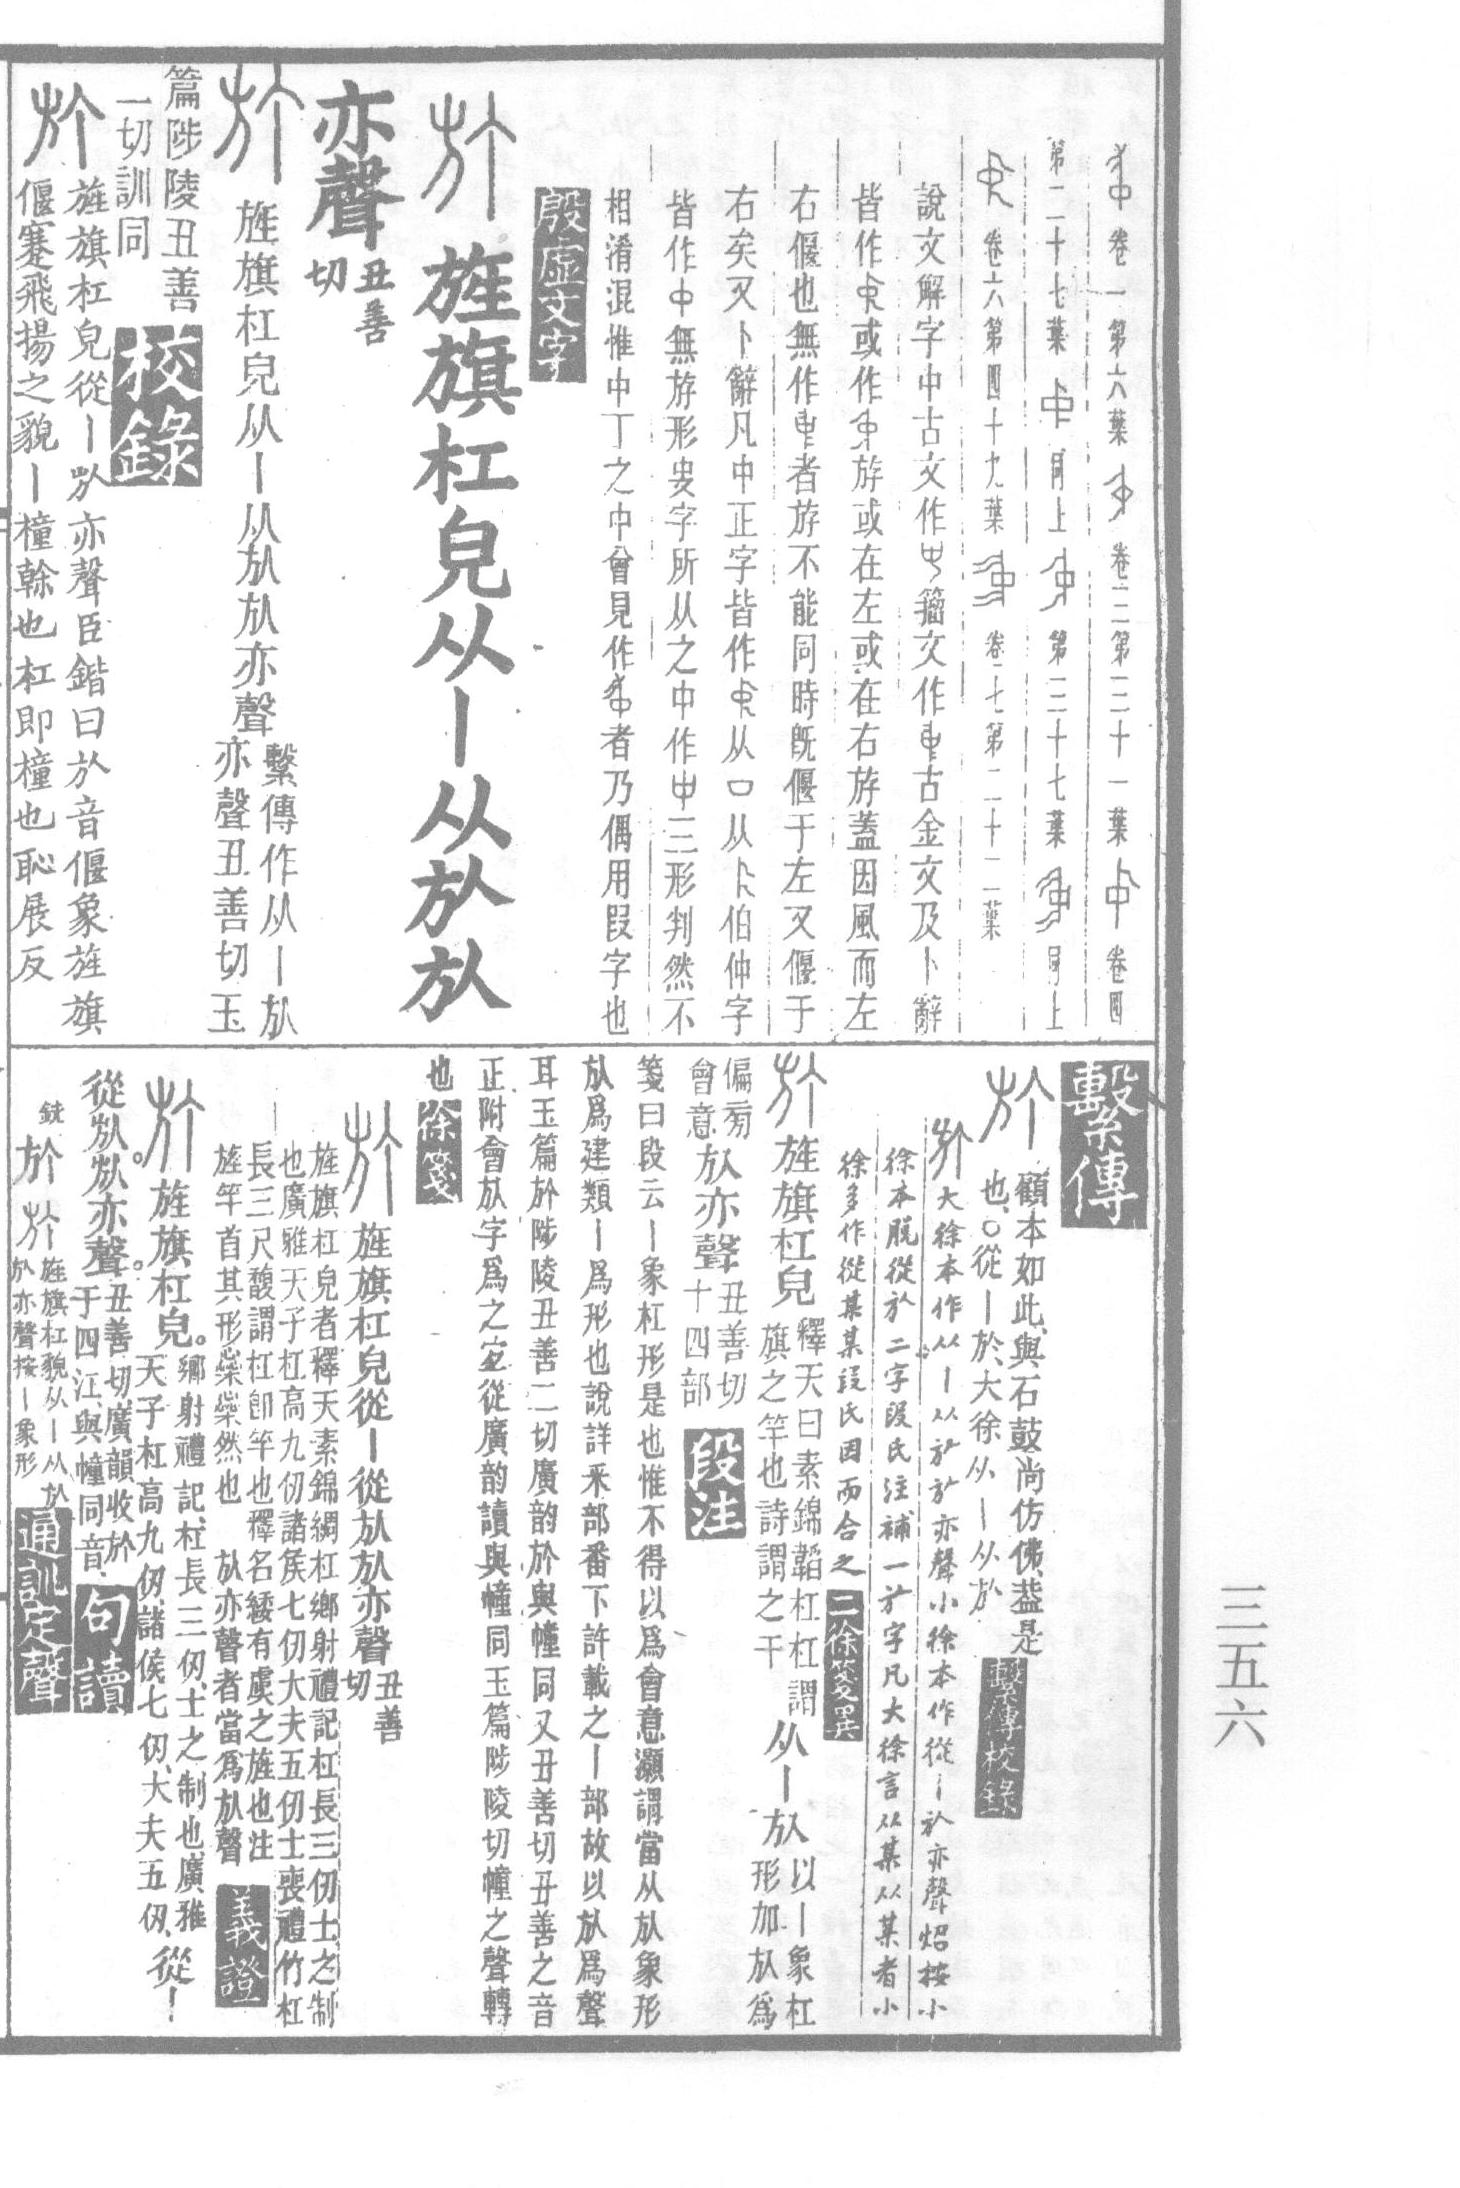 卷一第六葉 卷二第三十一葉 卷四
第二十七葉 同上 第三十七葉 同上
卷六第四十九葉 卷七第二十一葉
說文解字中古文作 籀文作 古金文及卜辭
皆作 或作 斿或在左或在右斿蓋因風而左
右偃也無作 者斿不能同時既偃于左又偃于
右矣又卜辭凡中正字皆作 从口从 伯仲字
皆作中無斿形史字所从之中作 三形判然不
相淆混惟中丁之中曾見作 者乃偶用叚字也
殷虛文字
旌旗杠皃从丨从㫃㫃
亦聲丑善切
旌旗杠皃从丨从㫃㫃亦聲繫傳作从丨㫃
亦聲丑善切玉
篇陟陵丑善
一切訓同
校錄
旌旗杠皃從丨㫃亦聲臣鍇曰㫃音偃象旌旗
偃蹇飛揚之貌丨橦榦也杠即橦也恥展反
繫傳
顧本如此與石鼓尚仿佛葢是
也○從丨㫃大徐从丨从㫃
繫傳校錄
大徐本作从丨从㫃㫃亦聲小徐本作從丨㫃亦聲炤按小
徐本脫從㫃二字段氏注補一㫃字凡大徐言从某从某者小
徐多作從某某段氏因而合之
二徐箋異
旌旗杠皃釋天曰素錦韜杠杠謂
旗之竿也詩謂之干
从丨㫃以丨象杠
形加㫃爲
偏旁
會意
㫃亦聲丑善切
十四部
段注
箋曰段云丨象杠形是也惟不得以爲會意灝謂當从㫃象形
㫃爲建類丨爲形也說詳釆部番下許載之丨部故以㫃爲聲
耳玉篇㫃陟陵丑善二切廣韵㫃與幢同又丑善切丑善之音
正附會㫃字爲之定從廣韵讀與幢同玉篇陟陵切幢之聲轉
也
徐箋
旌旗杠皃從丨從㫃㫃亦聲丑善
切
旌旗杠皃者釋天素錦綢杠鄉射禮記杠長三仞士之制
也廣雅天子杠高九仞諸矦七仞大夫五仞士喪禮竹杠
長三尺馥謂杠卽竿也釋名緌有虞之旌也注
旄竿首其形燊燊然也 㫃亦聲者當爲㫃聲
義證
旌旗杠皃。鄉射禮記、杠長三仞、士之制也、廣雅
天子杠高九仞、諸侯七仞、大夫五仞、從丨
從㫃㫃亦聲。丑善切、廣韻收㫃
于四江、與幢同音、
句讀
旌旗杠貌从丨从㫃
㫃亦聲按丨象形
通訓定聲
三五六